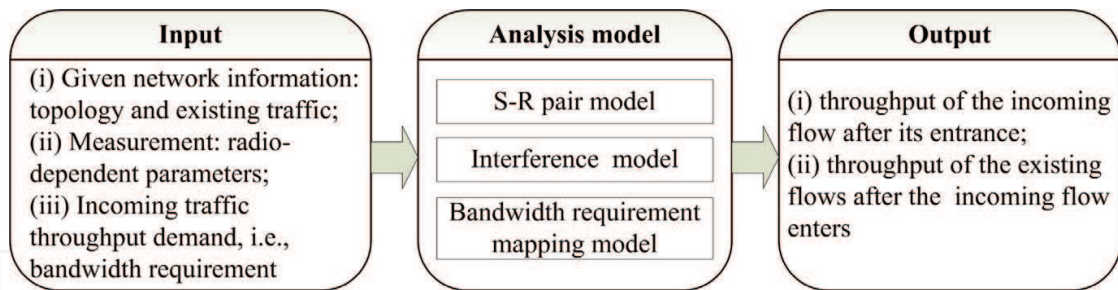 Input
(i) Given network information:
topology and existing traffic;
(ii) Measurement: radio-
dependent parameters;
(iii) Incoming traffic
throughput demand, i.e.,
bandwidth requirement
Analysis model
S-R pair model
Interference model
Bandwidth requirement
mapping model
Output
(i) throughput of the incoming
flow after its entrance;
(ii) throughput of the existing
flows after the incoming flow
enters